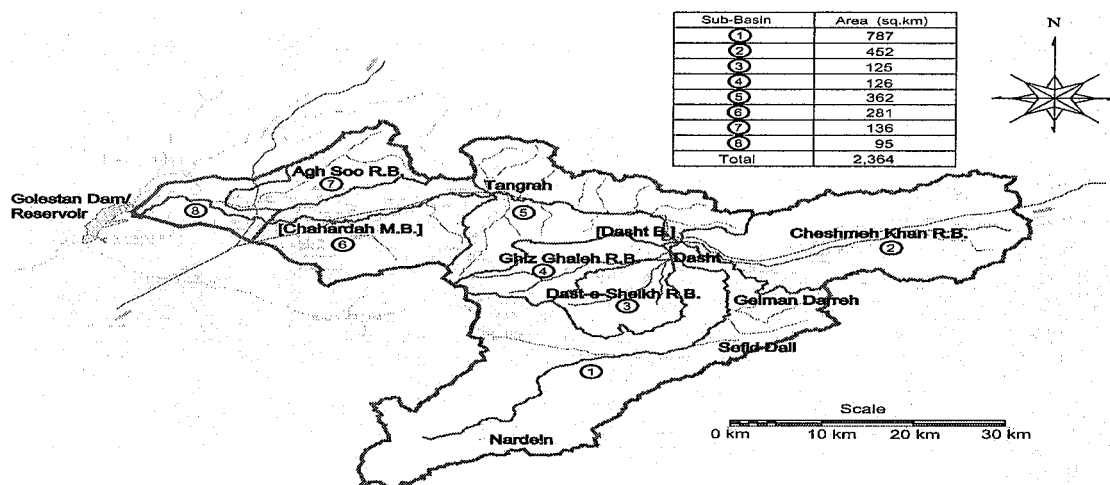 Sub-Basin Area (sq.km)
1 787
2 452
3 125
4 126
5 362
6 281
7 136
8 95
Total 2,364
N
Agh Soo R.B.
7
Tangrah
Golestan Dam/
Reservoir
8
5
[Chahardah M.B.]
6
[Dasht B.]
Cheshmeh Khan R.B.
2
Ghiz Ghaleh R.B.
4
Dasht
Dast-e-Sheikh R.B.
3
Gelman Darreh
Sefid Dall
1
Nardein
Scale
0 km 10 km 20 km 30 km